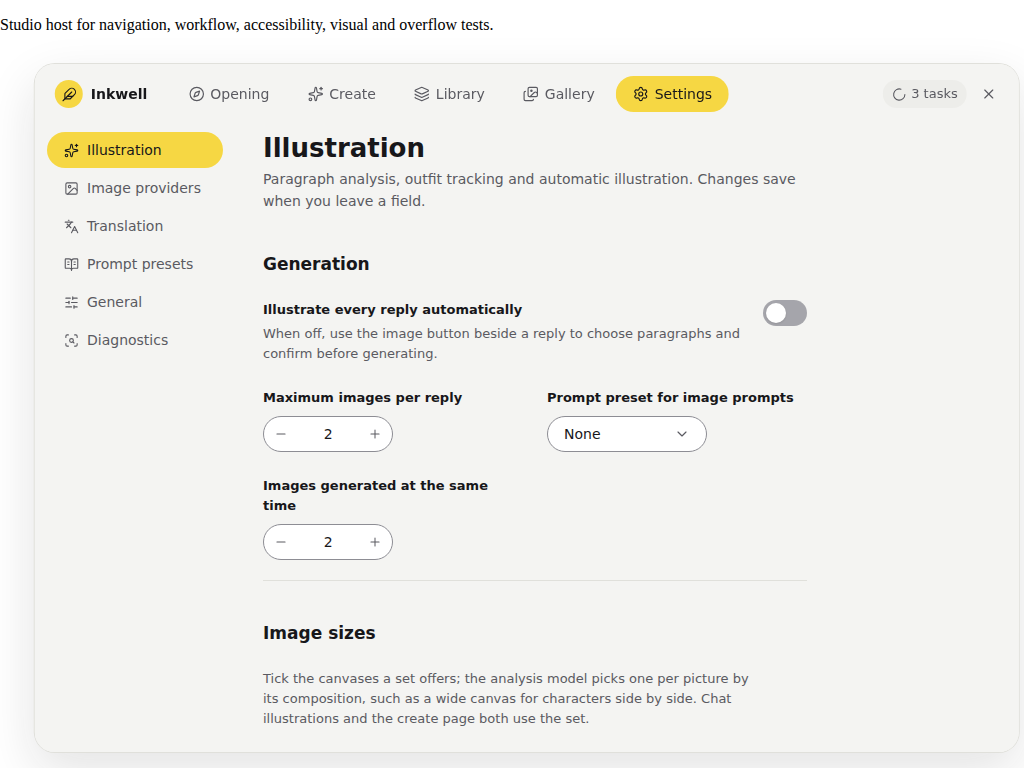 Studio host for navigation, workflow, accessibility, visual and overflow tests.
Inkwell
Opening
Create
Library
Gallery
Settings
3 tasks
Illustration
Image providers
Translation
Prompt presets
General
Diagnostics
Illustration
Paragraph analysis, outfit tracking and automatic illustration. Changes save
when you leave a field.
Generation
Illustrate every reply automatically
When off, use the image button beside a reply to choose paragraphs and
confirm before generating.
Maximum images per reply
2
Prompt preset for image prompts
None
Images generated at the same
time
2
Image sizes
Tick the canvases a set offers; the analysis model picks one per picture by
its composition, such as a wide canvas for characters side by side. Chat
illustrations and the create page both use the set.